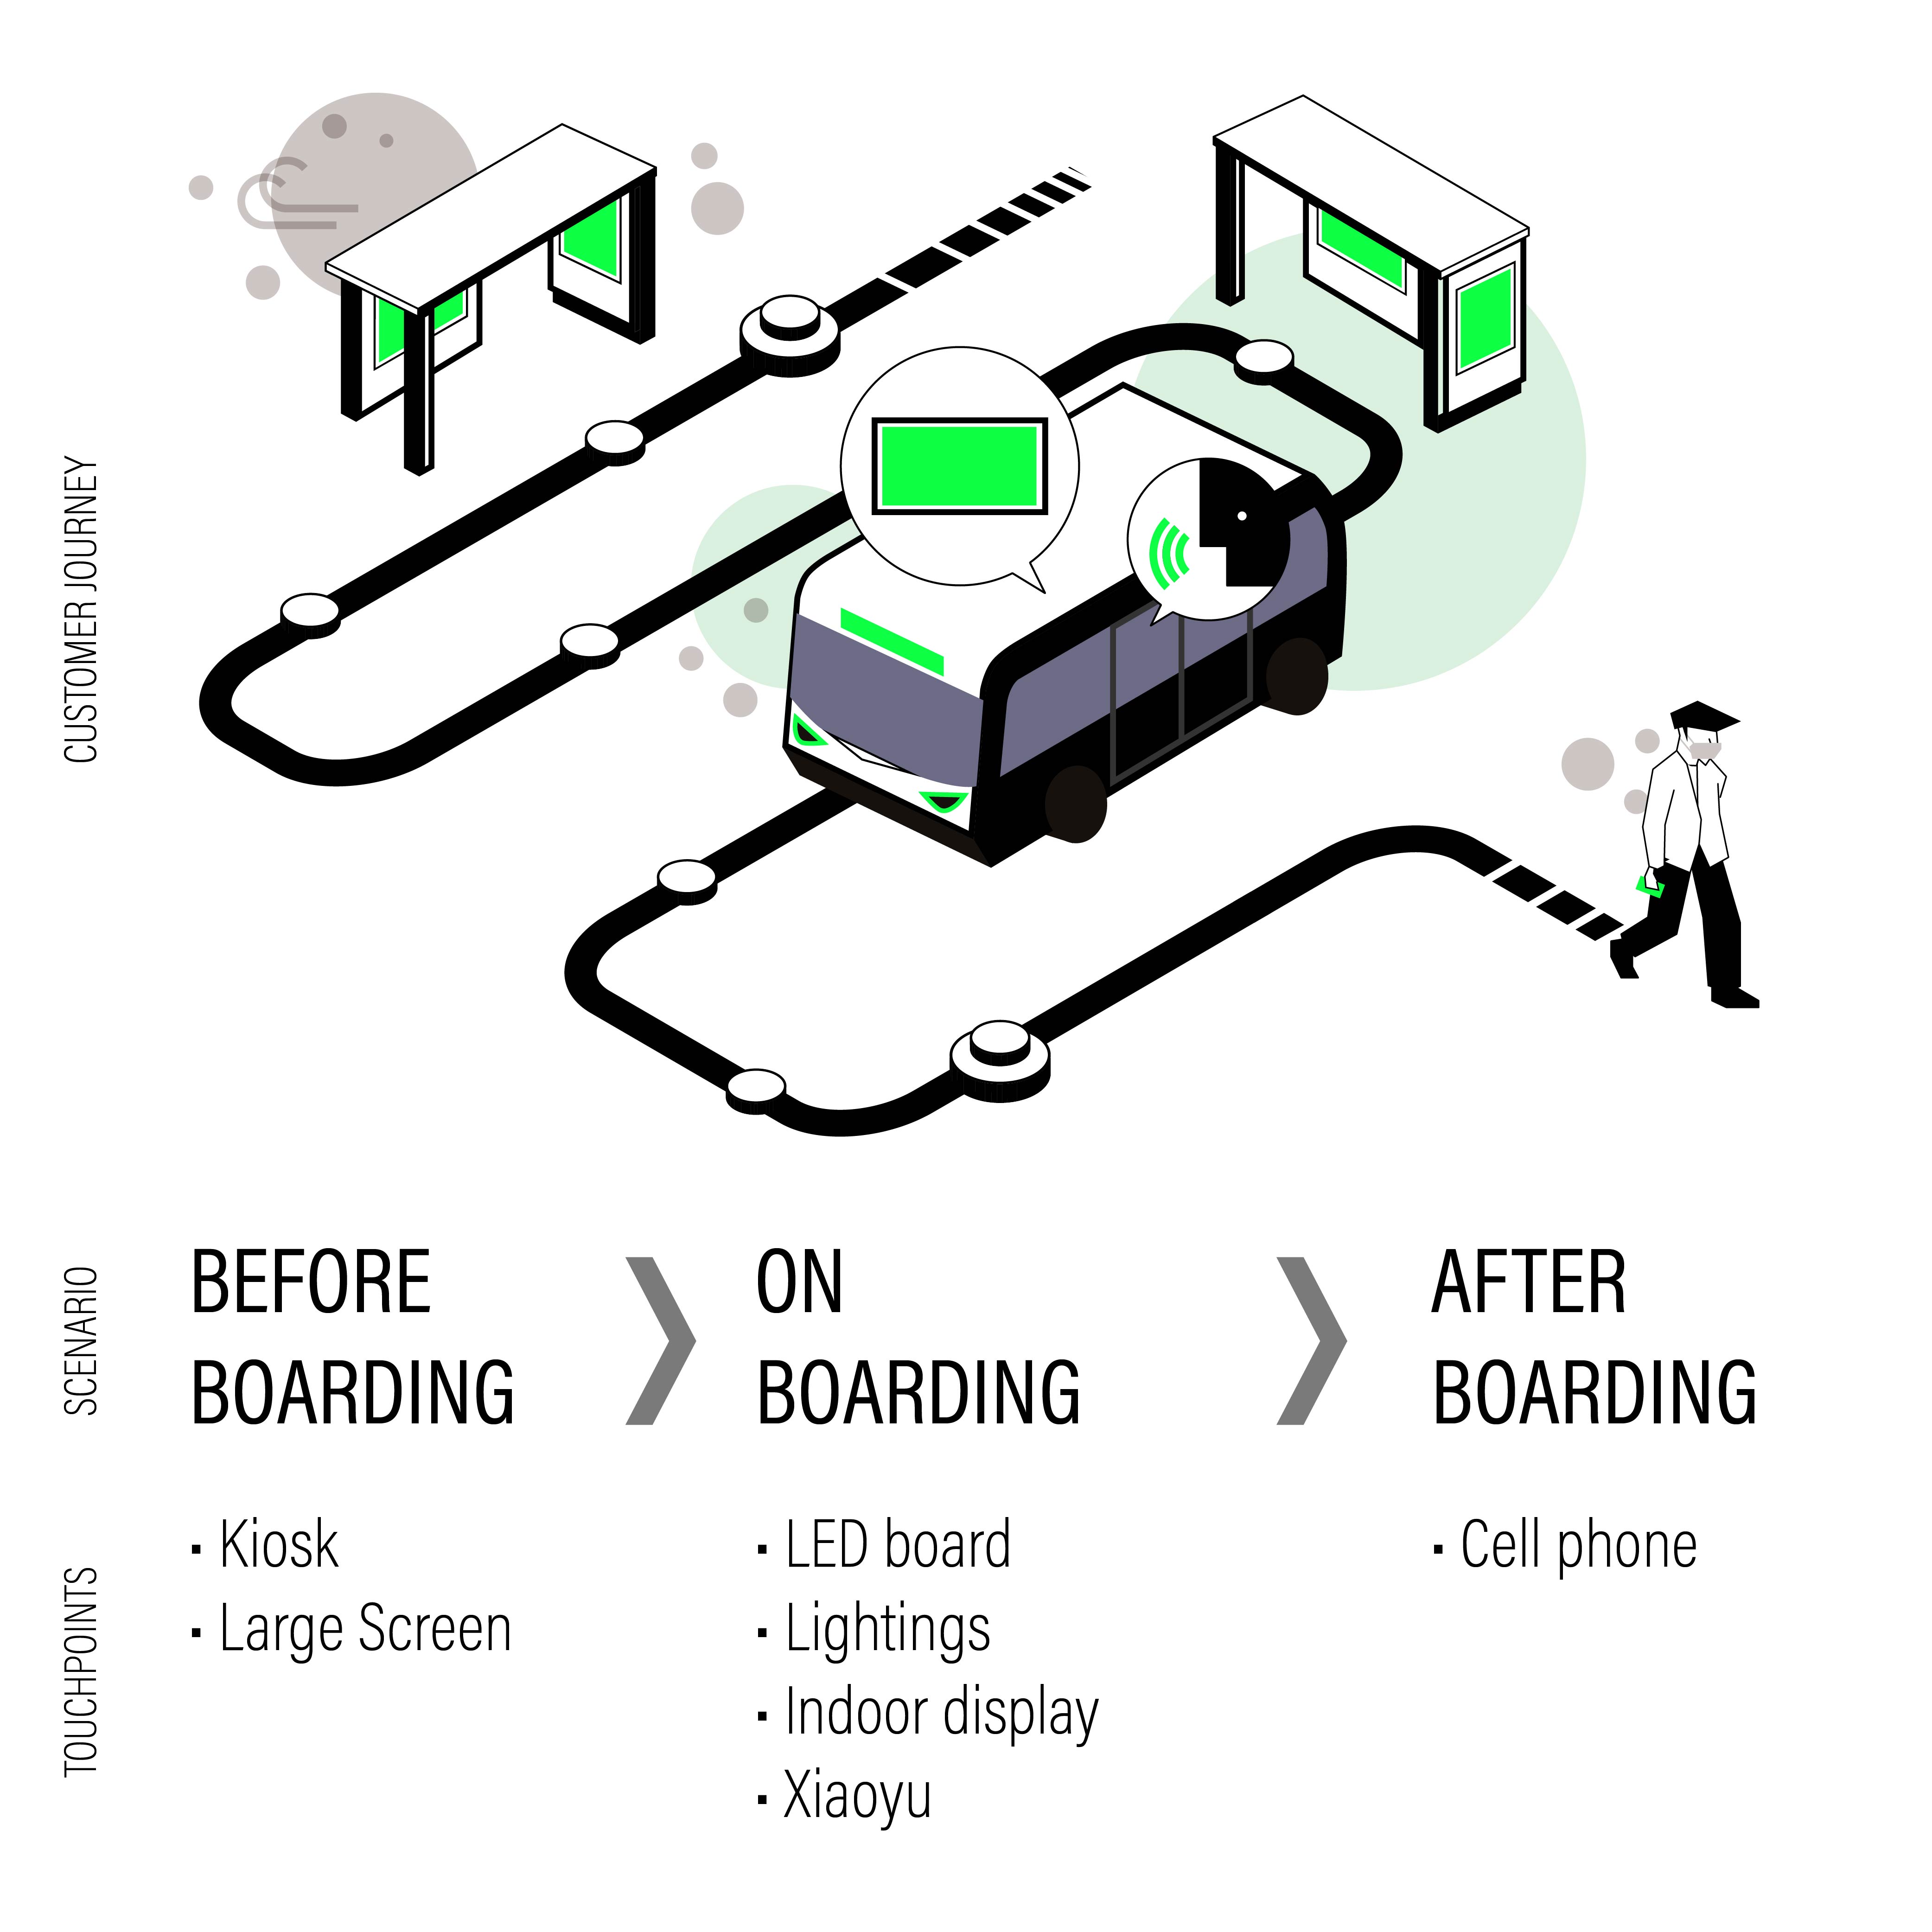 CUSTOMER JOURNEY
SCENARIO
BEFORE
BOARDING
ON
BOARDING
AFTER
BOARDING
TOUCHPOINTS
▪ Kiosk
▪ Large Screen
▪ LED board
▪ Lightings
▪ Indoor display
▪ Xiaoyu
▪ Cell phone